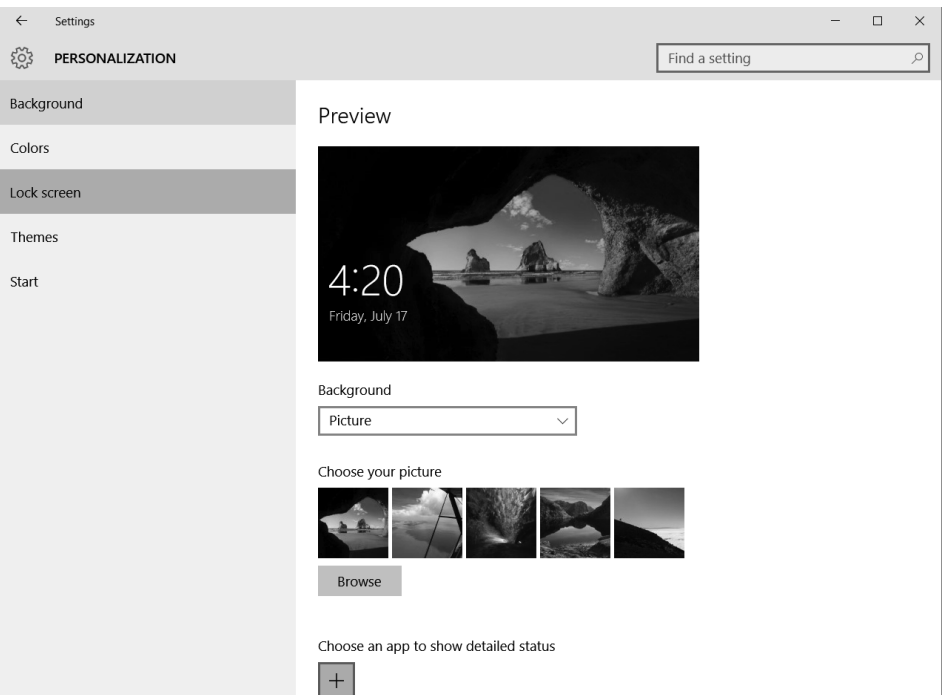 Settings
PERSONALIZATION
Find a setting
Background
Colors
Lock screen
Themes
Start
Preview
4:20
Friday, July 17
Background
Picture
Choose your picture
Browse
Choose an app to show detailed status